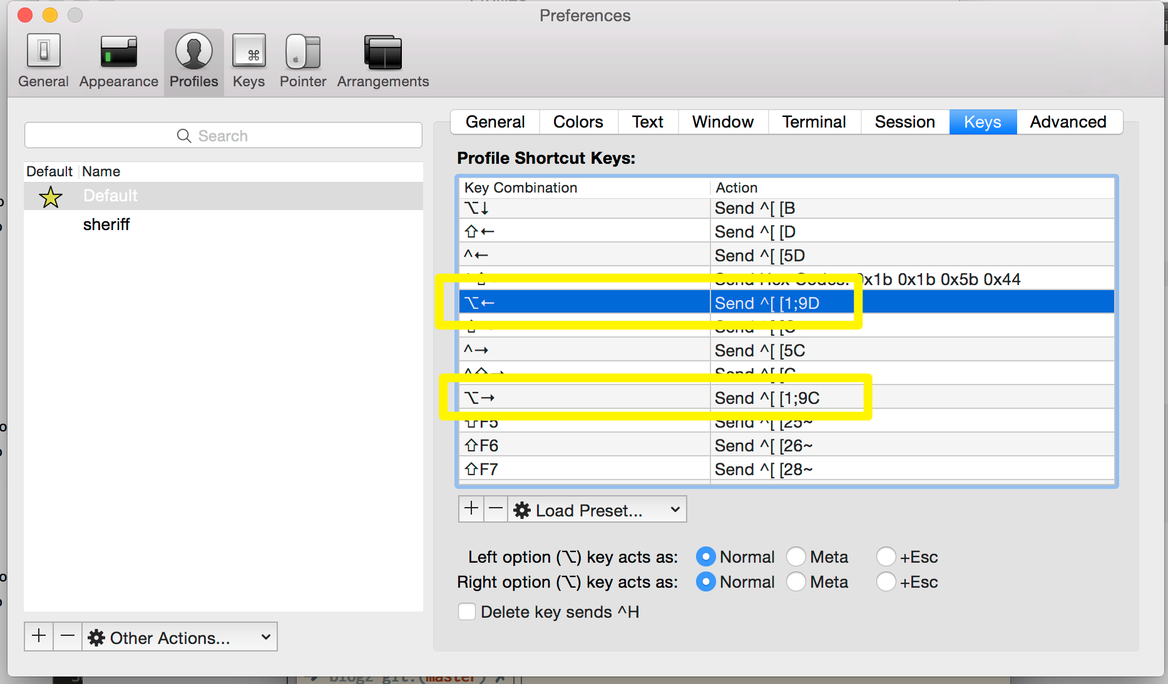 Preferences
General Appearance Profiles Keys Pointer Arrangements
Search
Default Name
Default
sheriff
Other Actions...
General Colors Text Window Terminal Session Keys Advanced
Profile Shortcut Keys:
Key Combination Action
⌥↓ Send ^[ [B
⇧← Send ^[ [D
^← Send ^[ [5D
Send Hex Codes: 0x1b 0x1b 0x5b 0x44
⌥← Send ^[ [1;9D
Send ^[ [C
^→ Send ^[ [5C
^⇧→ Send ^[ [C
⌥→ Send ^[ [1;9C
⇧F5 Send ^[ [25~
⇧F6 Send ^[ [26~
⇧F7 Send ^[ [28~
+ − Load Preset...
Left option (⌥) key acts as: Normal Meta +Esc
Right option (⌥) key acts as: Normal Meta +Esc
Delete key sends ^H
git:(master)